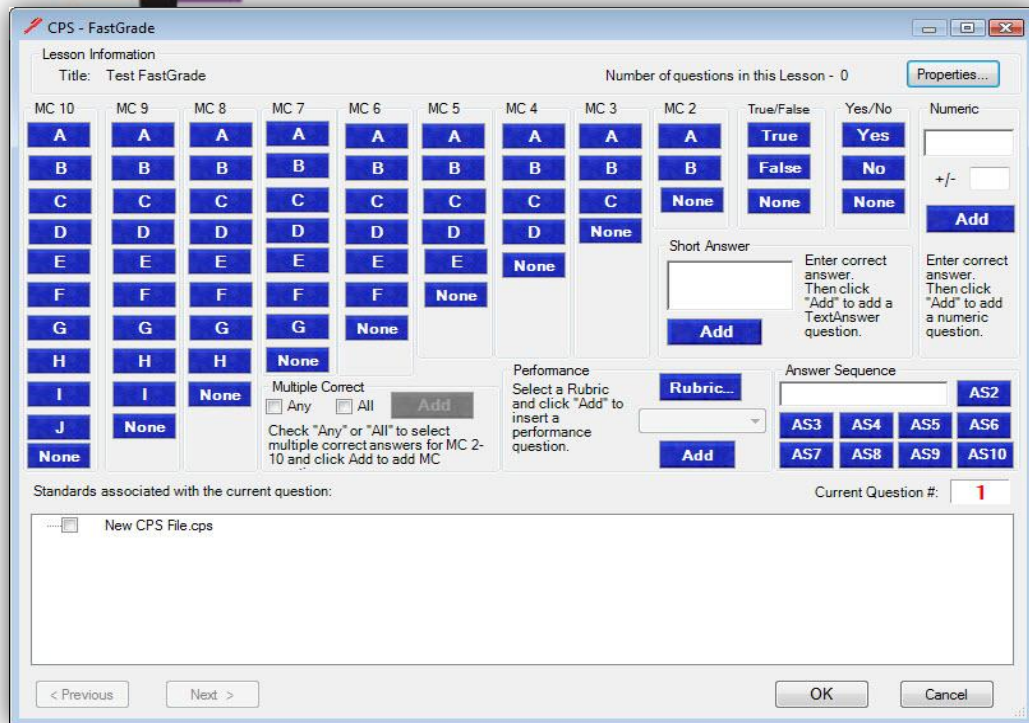 CPS - FastGrade
Lesson Information
Title: Test FastGrade
Number of questions in this Lesson - 0
Properties...
MC 10
A
B
C
D
E
F
G
H
I
J
None
MC 9
A
B
C
D
E
F
G
H
I
None
MC 8
A
B
C
D
E
F
G
H
None
MC 7
A
B
C
D
E
F
G
None
MC 6
A
B
C
D
E
F
None
MC 5
A
B
C
D
E
None
MC 4
A
B
C
D
None
MC 3
A
B
C
None
MC 2
A
B
None
True/False
True
False
None
Yes/No
Yes
No
None
Numeric
+/-
Add
Enter correct
answer.
Then click
"Add" to add
a numeric
question.
Short Answer
Add
Enter correct
answer.
Then click
"Add" to add a
TextAnswer
question.
Multiple Correct
Any
All
Add
Check "Any" or "All" to select
multiple correct answers for MC 2-
10 and click Add to add MC
Perfomance
Select a Rubric
and click "Add" to
insert a
performance
question.
Rubric...
Add
Answer Sequence
AS2
AS3 AS4 AS5 AS6
AS7 AS8 AS9 AS10
Standards associated with the current question:
Current Question #: 1
New CPS File.cps
< Previous
Next >
OK
Cancel